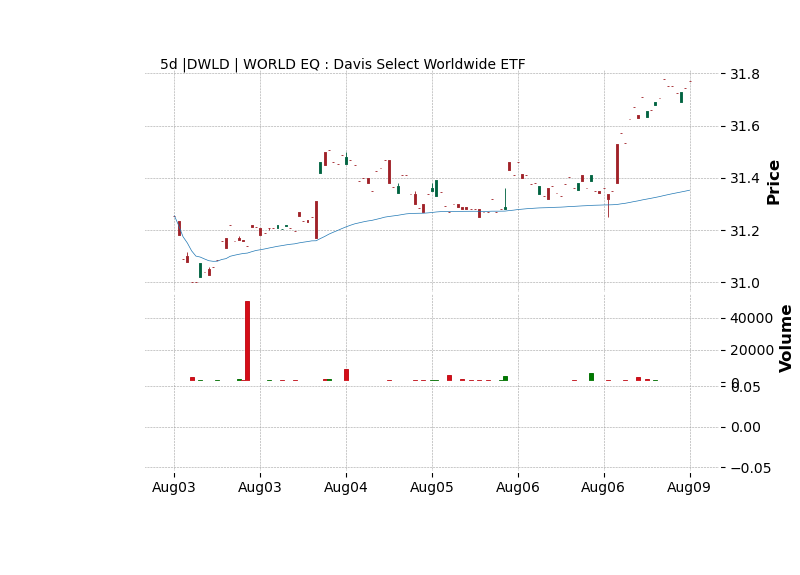 5d |DWLD | WORLD EQ : Davis Select Worldwide ETF
31.8
31.6
31.4
31.2
31.0
Price
40000
20000
0
Volume
0.05
0.00
−0.05
Aug03 Aug03 Aug04 Aug05 Aug06 Aug06 Aug09